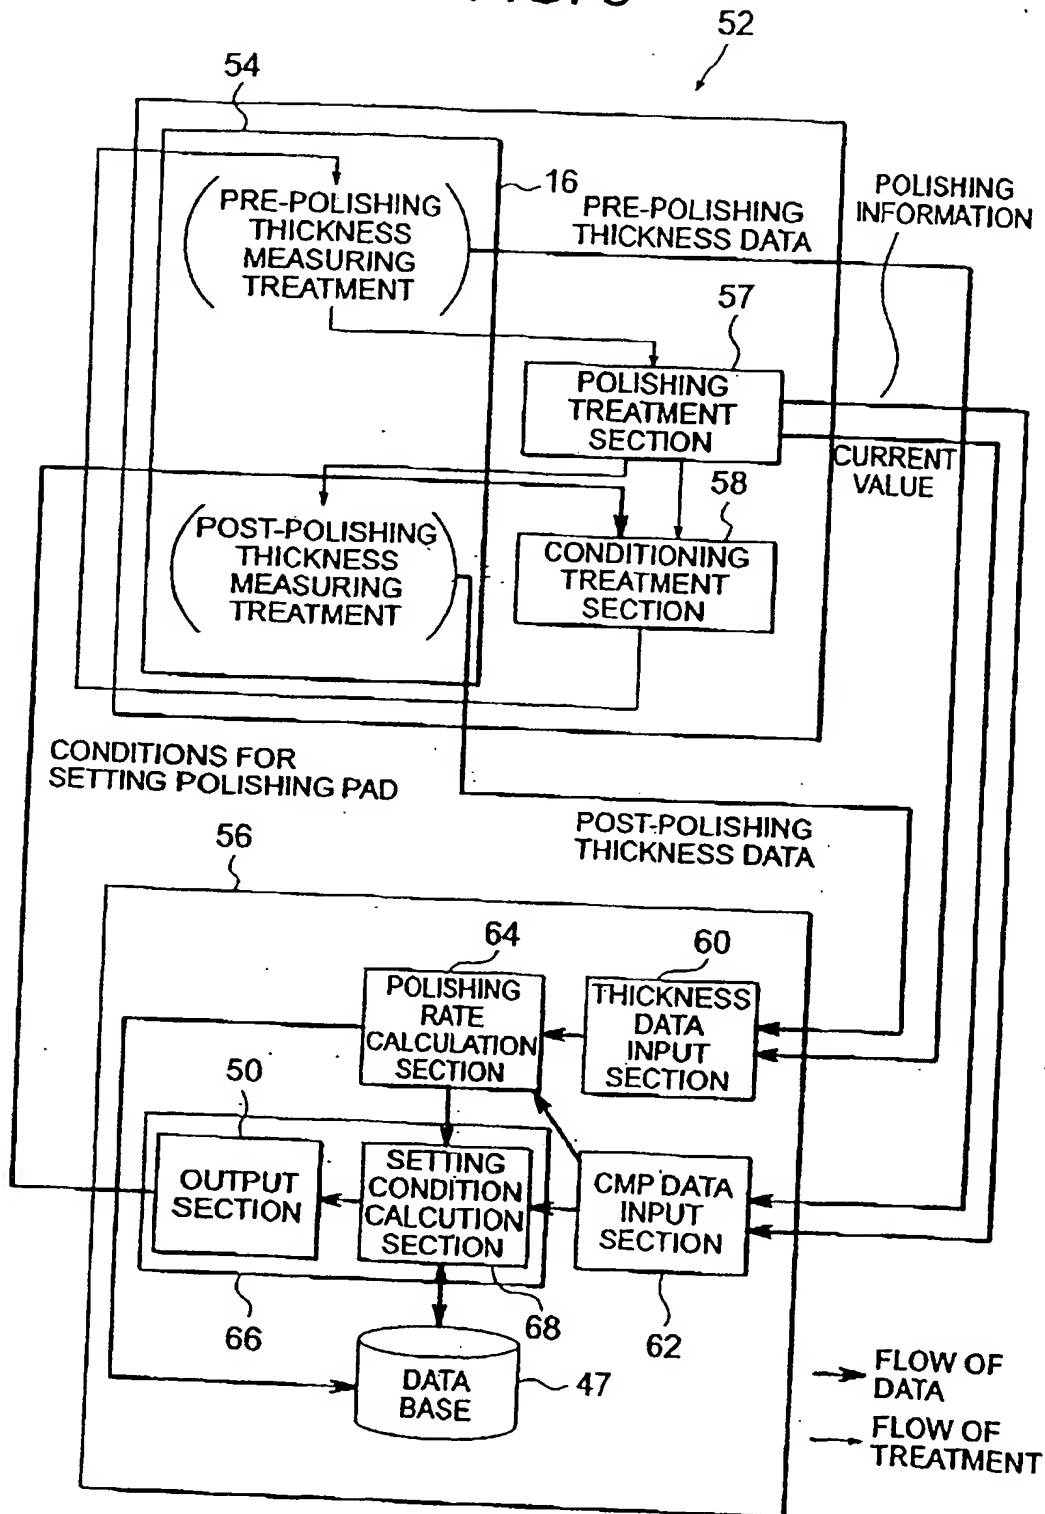 52
54
16
PRE-POLISHING
THICKNESS
MEASURING
TREATMENT
PRE-POLISHING
THICKNESS DATA
POLISHING
INFORMATION
57
POLISHING
TREATMENT
SECTION
CURRENT
VALUE
58
POST-POLISHING
THICKNESS
MEASURING
TREATMENT
CONDITIONING
TREATMENT
SECTION
CONDITIONS FOR
SETTING POLISHING PAD
POST-POLISHING
THICKNESS DATA
56
64
60
POLISHING
RATE
CALCULATION
SECTION
THICKNESS
DATA
INPUT
SECTION
50
OUTPUT
SECTION
SETTING
CONDITION
CALCUTION
SECTION
CMP DATA
INPUT
SECTION
66
68
62
DATA
BASE
47
FLOW OF
DATA
FLOW OF
TREATMENT